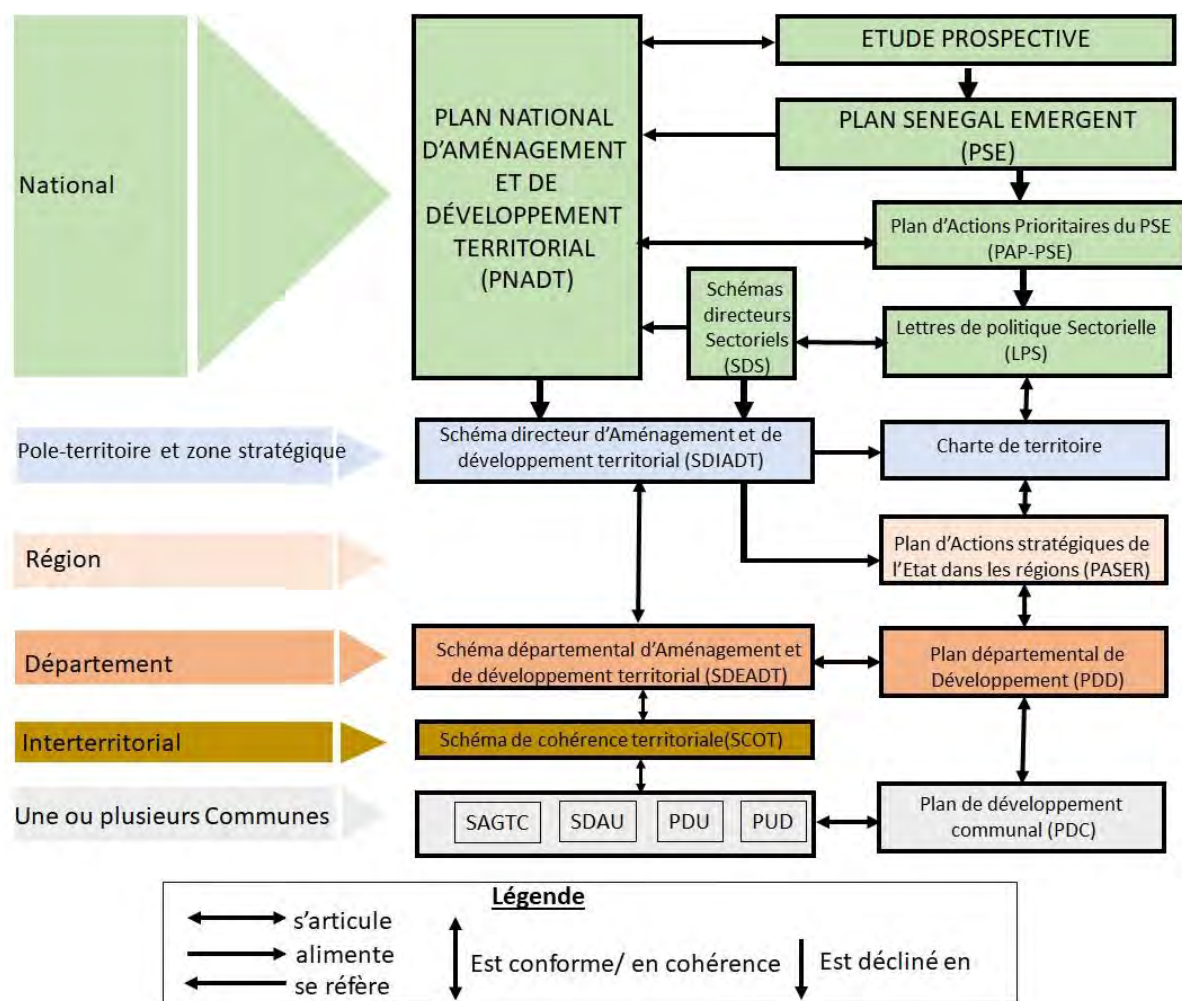 National
PLAN NATIONAL
D’AMÉNAGEMENT
ET DE
DÉVELOPPEMENT
TERRITORIAL
(PNADT)
ETUDE PROSPECTIVE
PLAN SENEGAL EMERGENT
(PSE)
Plan d’Actions Prioritaires du PSE
(PAP-PSE)
Schémas
directeurs
Sectoriels
(SDS)
Lettres de politique Sectorielle
(LPS)
Pole-territoire et zone stratégique
Schéma directeur d’Aménagement et de
développement territorial (SDIADT)
Charte de territoire
Région
Plan d’Actions stratégiques de
l’Etat dans les régions (PASER)
Département
Schéma départemental d’Aménagement et
de développement territorial (SDEADT)
Plan départemental de
Développement (PDD)
Interterritorial
Schéma de cohérence territoriale(SCOT)
Une ou plusieurs Communes
SAGTC
SDAU
PDU
PUD
Plan de développement
communal (PDC)
Légende
s’articule
alimente
se réfère
Est conforme/ en cohérence
Est décliné en